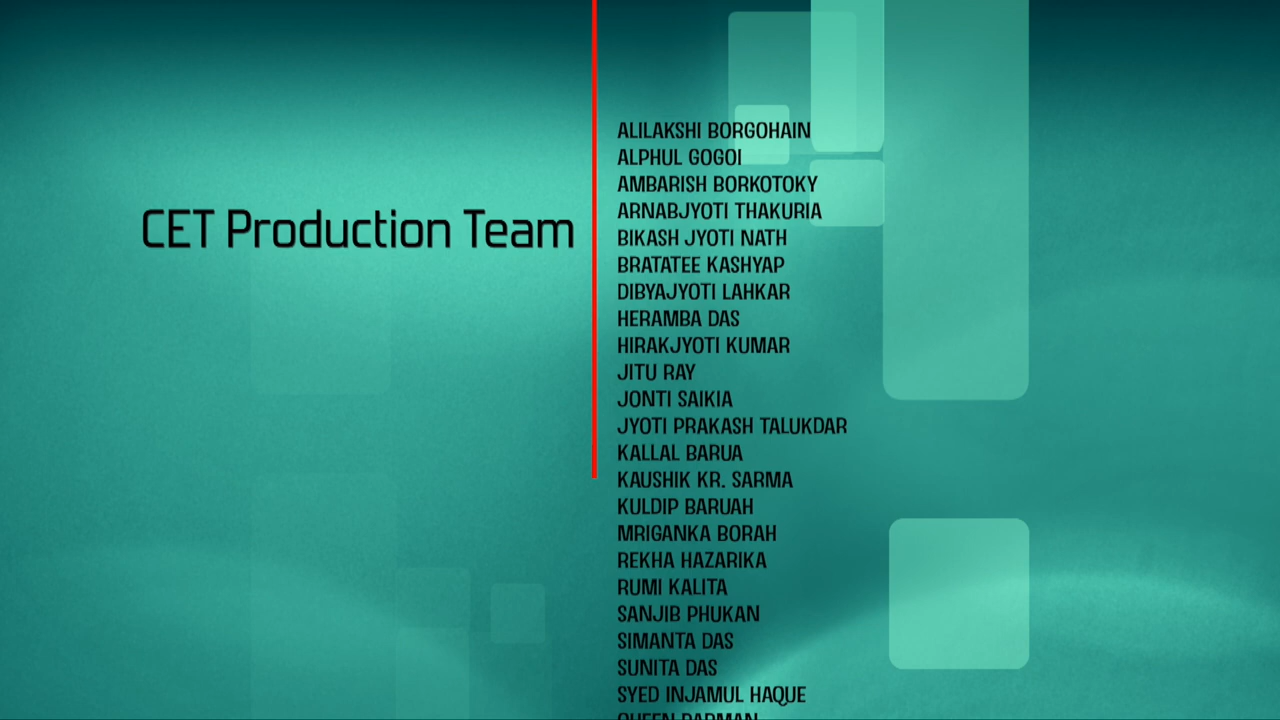 CET Production Team
ALILAKSHI BORGOHAIN
ALPHUL GOGOI
AMBARISH BORKOTOKY
ARNABJYOTI THAKURIA
BIKASH JYOTI NATH
BRATATEE KASHYAP
DIBYAJYOTI LAHKAR
HERAMBA DAS
HIRAKJYOTI KUMAR
JITU RAY
JONTI SAIKIA
JYOTI PRAKASH TALUKDAR
KALLAL BARUA
KAUSHIK KR. SARMA
KULDIP BARUAH
MRIGANKA BORAH
REKHA HAZARIKA
RUMI KALITA
SANJIB PHUKAN
SIMANTA DAS
SUNITA DAS
SYED INJAMUL HAQUE